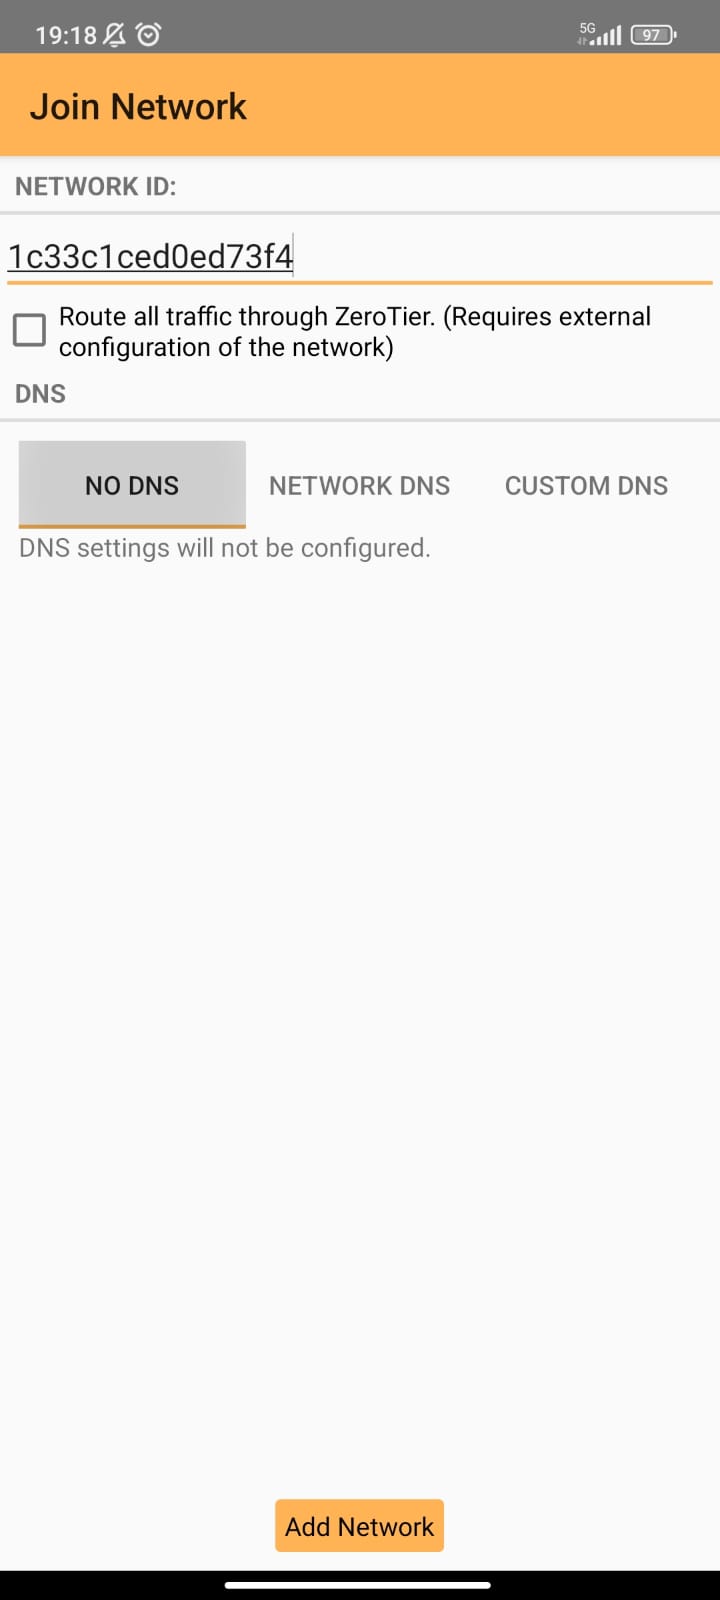 19:18 5G 97
Join Network
NETWORK ID:
1c33c1ced0ed73f4
Route all traffic through ZeroTier. (Requires external
configuration of the network)
DNS
NO DNS NETWORK DNS CUSTOM DNS
DNS settings will not be configured.
Add Network